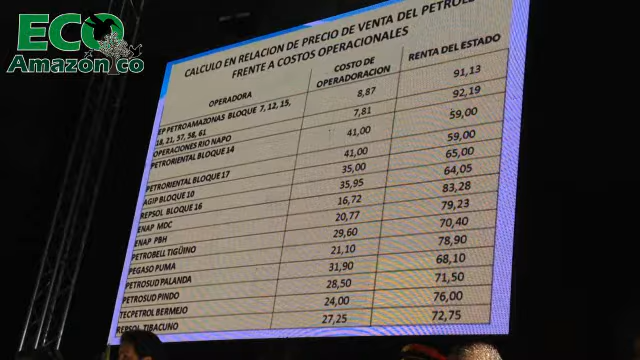 ECO
Amazón co
CALCULO EN RELACION DE PRECIO DE VENTA DEL PETROL
FRENTE A COSTOS OPERACIONALES
OPERADORA COSTO DE OPERADORACION RENTA DEL ESTADO
EP PETROAMAZONAS BLOQUE 7, 12, 15, 18, 21, 57, 58, 61 8,87 91,13
OPERACIONES RIO NAPO 7,81 92,19
PETRORIENTAL BLOQUE 14 41,00 59,00
PETRORIENTAL BLOQUE 17 41,00 59,00
AGIP BLOQUE 10 35,00 65,00
REPSOL BLOQUE 16 35,95 64,05
ENAP MDC 16,72 83,28
ENAP PBH 20,77 79,23
PETROBELL TIGÜINO 29,60 70,40
PEGASO PUMA 21,10 78,90
PETROSUD PALANDA 31,90 68,10
PETROSUD PINDO 28,50 71,50
TECPETROL BERMEJO 24,00 76,00
REPSOL TIBACUNO 27,25 72,75